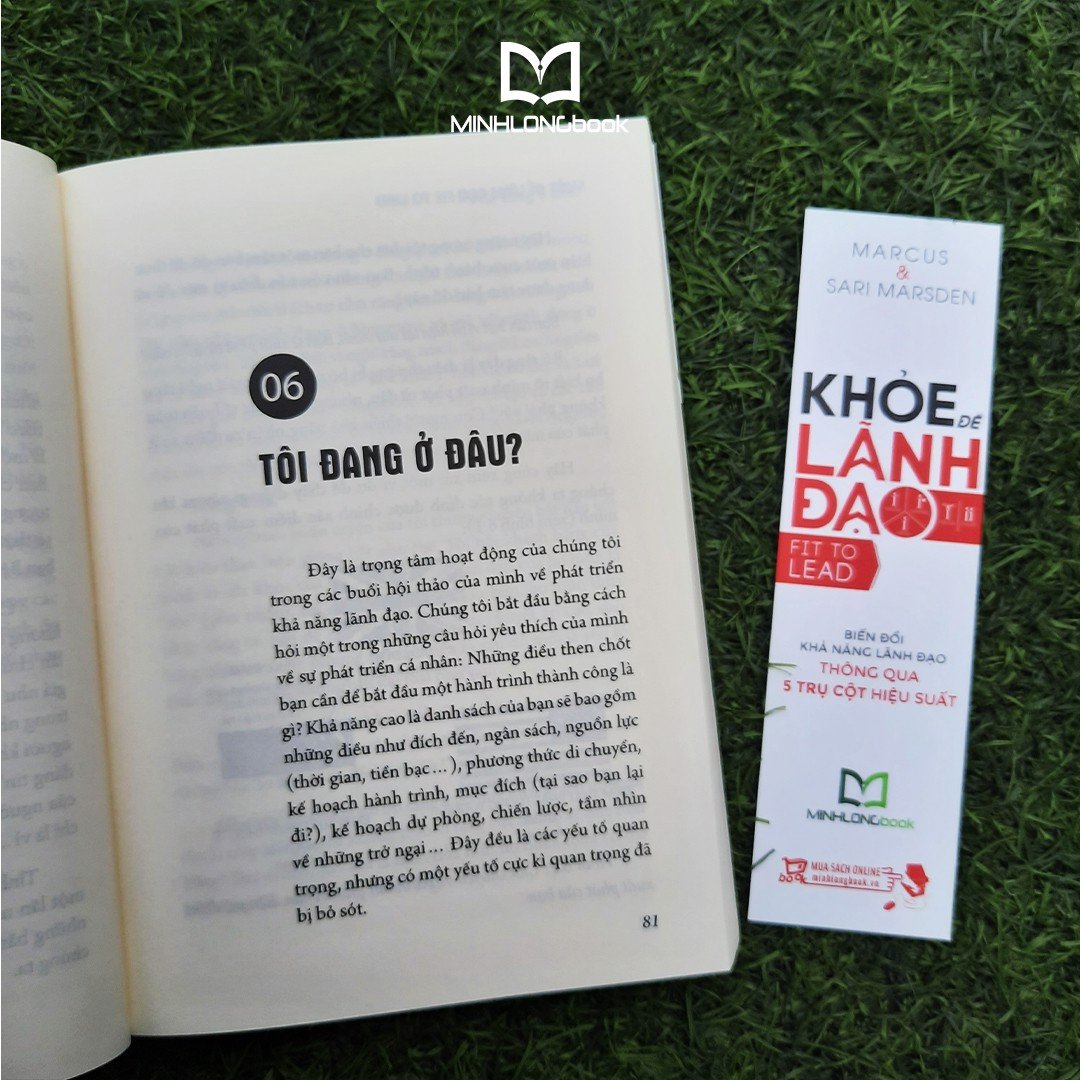 MINHLONGbook
06
TÔI ĐANG Ở ĐÂU?
Đây là trọng tâm hoạt động của chúng tôi
trong các buổi hội thảo của mình về phát triển
khả năng lãnh đạo. Chúng tôi bắt đầu bằng cách
hỏi một trong những câu hỏi yêu thích của mình
về sự phát triển cá nhân: Những điều then chốt
bạn cần để bắt đầu một hành trình thành công là
gì? Khả năng cao là danh sách của bạn sẽ bao gồm
những điều như đích đến, ngân sách, nguồn lực
(thời gian, tiền bạc…), phương thức di chuyển,
kế hoạch hành trình, mục đích (tại sao bạn lại
đi?), kế hoạch dự phòng, chiến lược, tầm nhìn
về những trở ngại… Đây đều là các yếu tố quan
trọng, nhưng có một yếu tố cực kì quan trọng đã
bị bỏ sót.
81
MARCUS
&
SARI MARSDEN
KHỎE ĐỂ
LÃNH
ĐẠO
FIT TO
LEAD
BIẾN ĐỔI
KHẢ NĂNG LÃNH ĐẠO
THÔNG QUA
5 TRỤ CỘT HIỆU SUẤT
MINHLONGbook
MUA SÁCH ONLINE
minhlongbook.vn